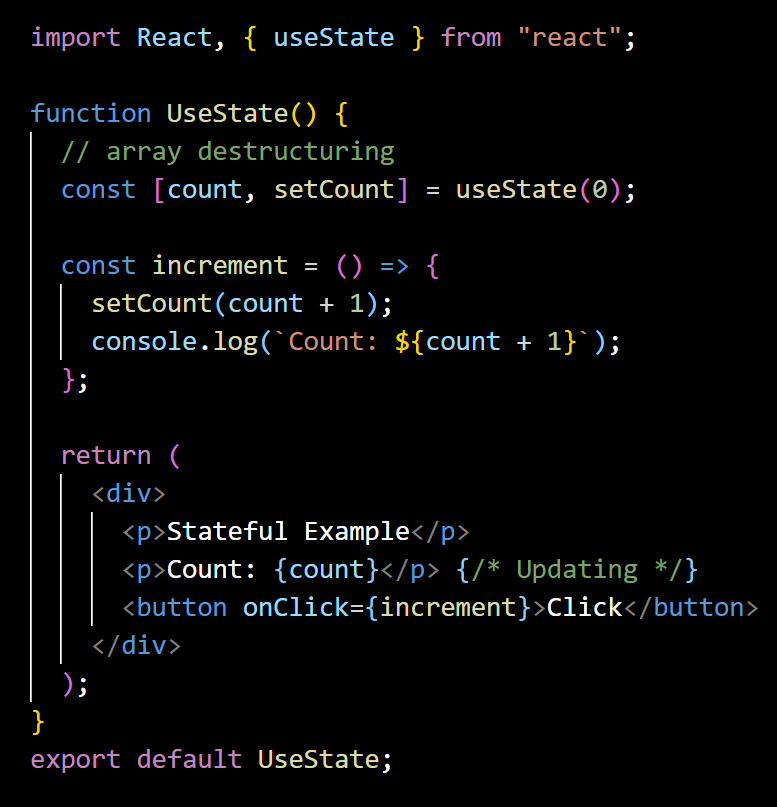 import React, { useState } from "react";

function UseState() {
  // array destructuring
  const [count, setCount] = useState(0);

  const increment = () => {
    setCount(count + 1);
    console.log(`Count: ${count + 1}`);
  };

  return (
    <div>
      <p>Stateful Example</p>
      <p>Count: {count}</p> {/* Updating */}
      <button onClick={increment}>Click</button>
    </div>
  );
}
export default UseState;